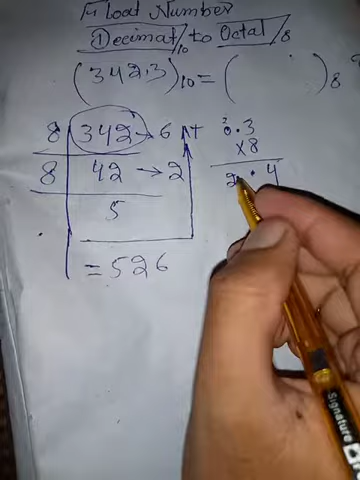 Float Number
① Decimal/10 to Octal/8
(342.3)10 = ( )8
8 342 → 6
8 42 → 2
5
= 526
0.3
×8
2.4
Signature